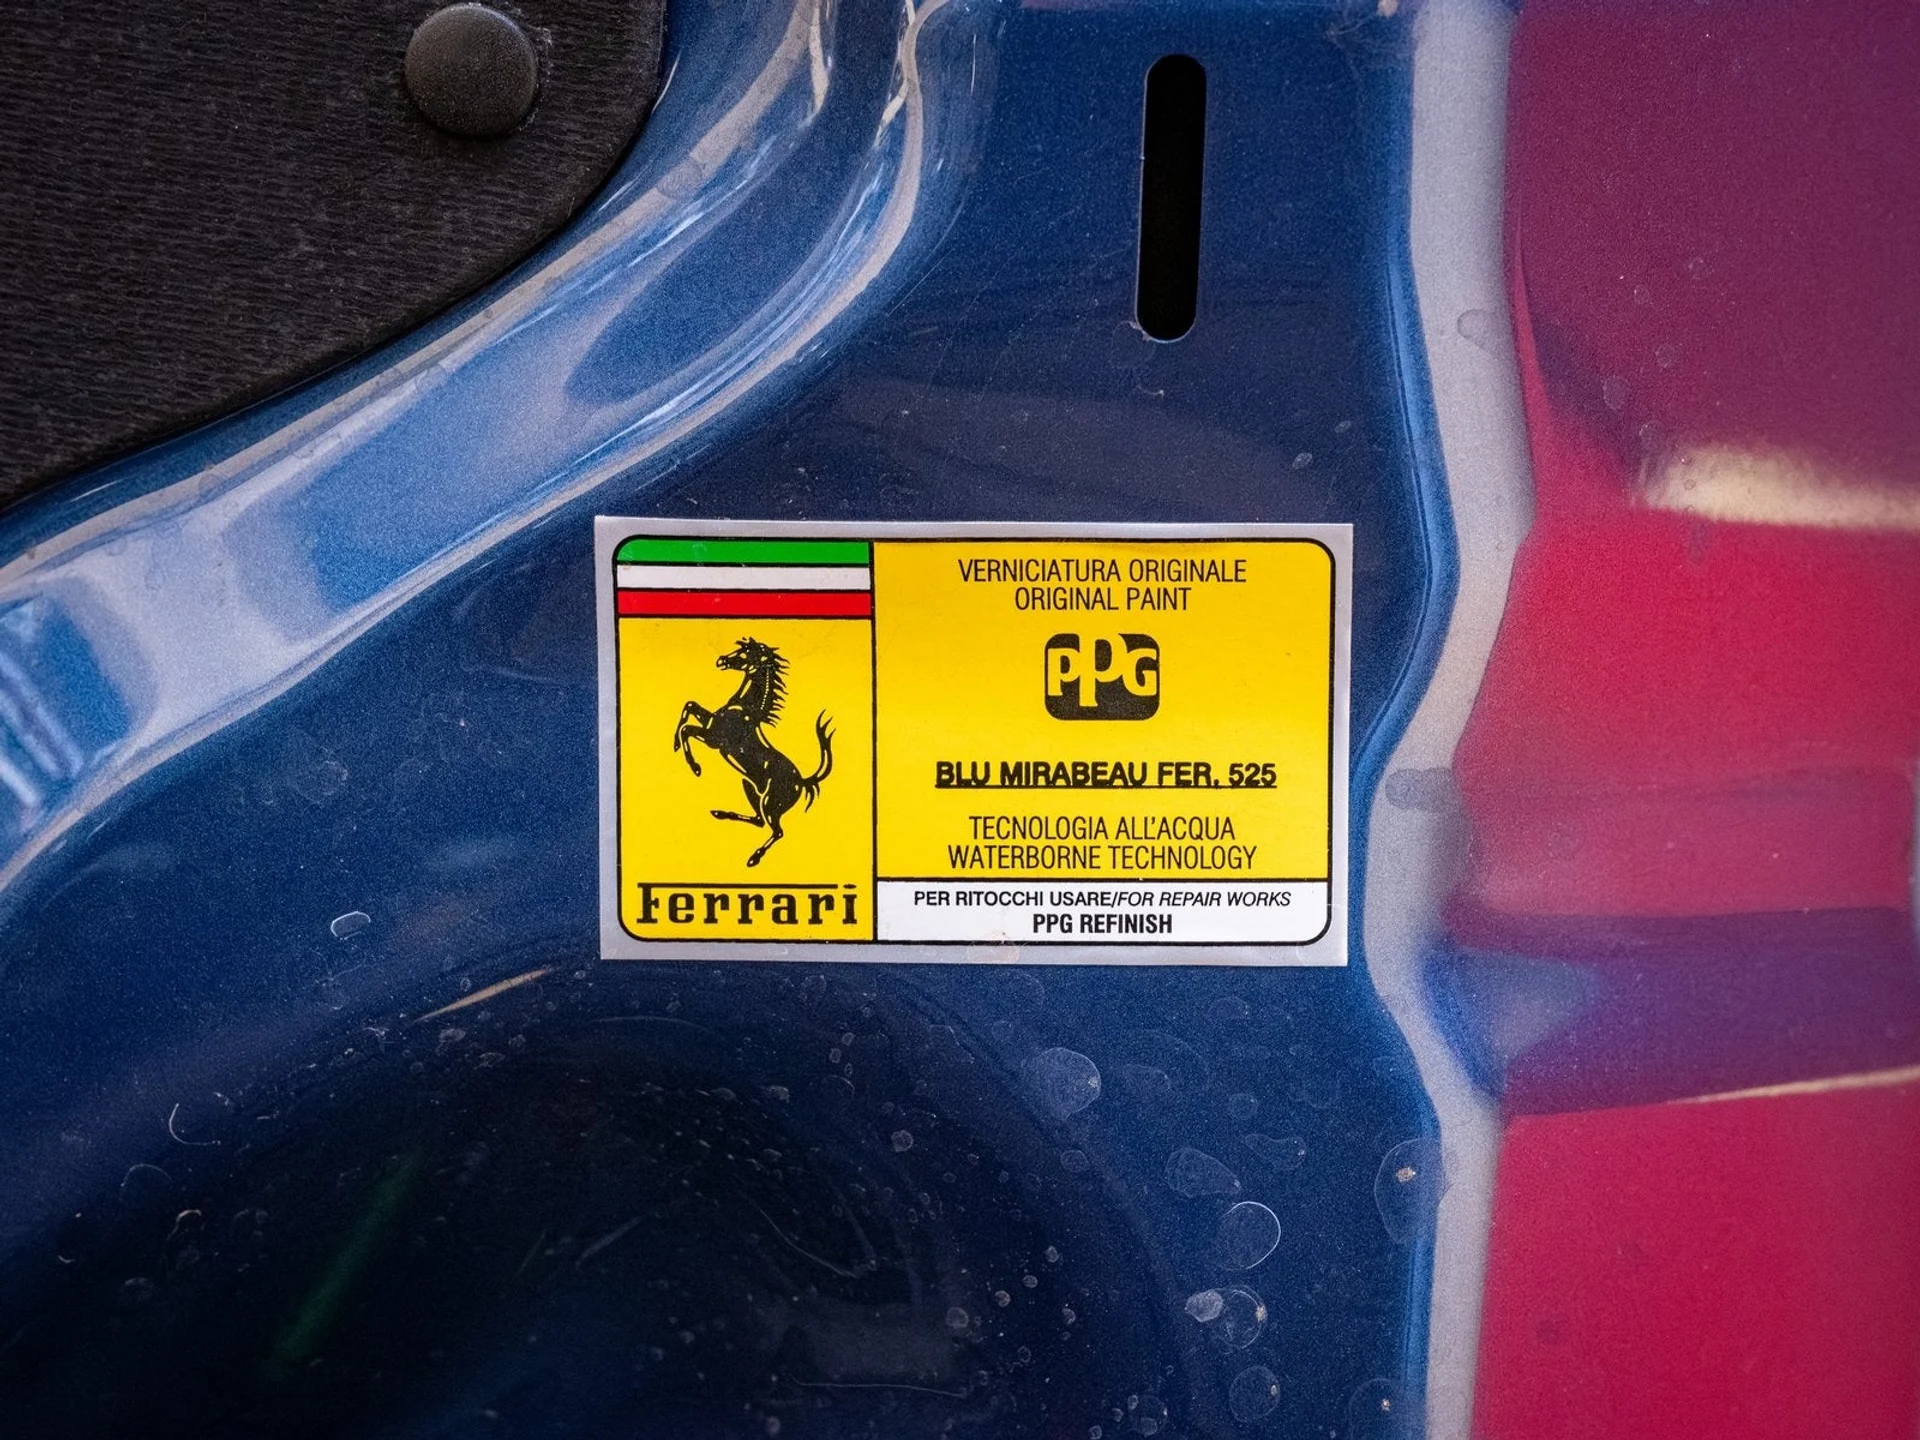 Ferrari
VERNICIATURA ORIGINALE
ORIGINAL PAINT
PPG
BLU MIRABEAU FER. 525
TECNOLOGIA ALL'ACQUA
WATERBORNE TECHNOLOGY
PER RITOCCHI USARE/FOR REPAIR WORKS
PPG REFINISH